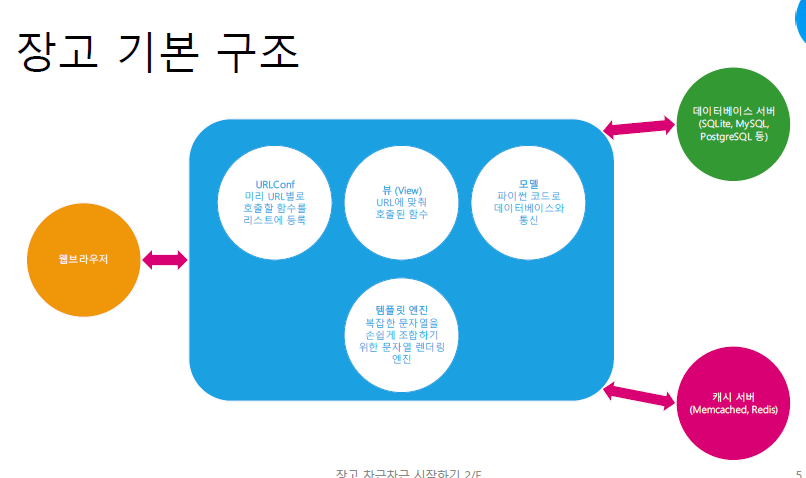 장고 기본 구조
데이터베이스 서버
(SQLite, MySQL,
PostgreSQL 등)
URLConf
미리 URL별로
호출할 함수를
리스트에 등록
뷰 (View)
URL에 맞춰
호출된 함수
모델
파이썬 코드로
데이터베이스와
통신
웹브라우저
템플릿 엔진
복잡한 문자열을
손쉽게 조합하기
위한 문자열 렌더링
엔진
캐시 서버
(Memcached, Redis)
장고 차근차근 시작하기 2/E
5